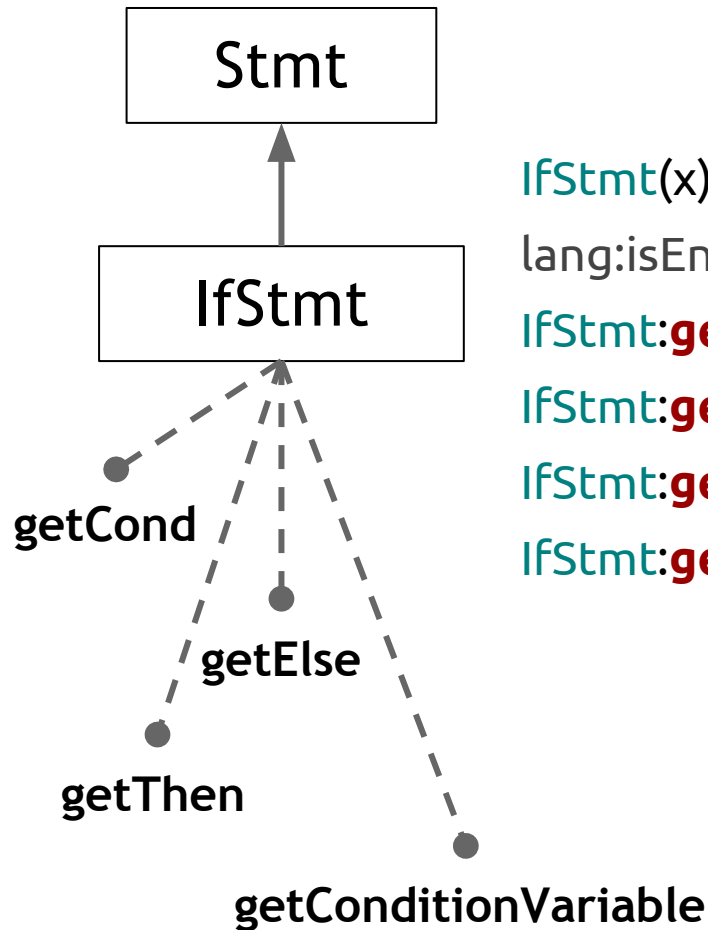 Stmt
IfStmt
getCond
getElse
getThen
getConditionVariable
IfStmt(x)
lang:isEn
IfStmt:ge
IfStmt:ge
IfStmt:ge
IfStmt:ge